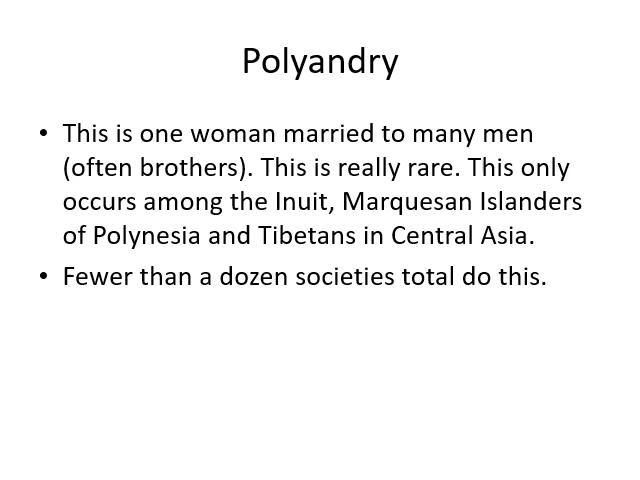 Polyandry
• This is one woman married to many men
(often brothers). This is really rare. This only
occurs among the Inuit, Marquesan Islanders
of Polynesia and Tibetans in Central Asia.
• Fewer than a dozen societies total do this.